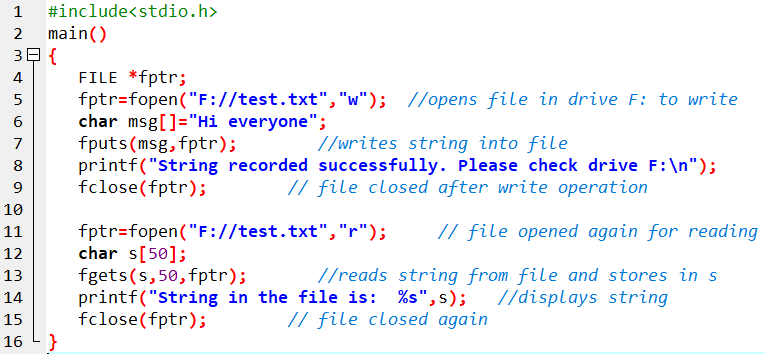 1 #include<stdio.h>
2 main()
3 {
4 FILE *fptr;
5 fptr=fopen("F://test.txt","w"); //opens file in drive F: to write
6 char msg[]="Hi everyone";
7 fputs(msg,fptr); //writes string into file
8 printf("String recorded successfully. Please check drive F:\n");
9 fclose(fptr); // file closed after write operation
10
11 fptr=fopen("F://test.txt","r"); // file opened again for reading
12 char s[50];
13 fgets(s,50,fptr); //reads string from file and stores in s
14 printf("String in the file is:  %s",s); //displays string
15 fclose(fptr); // file closed again
16 }